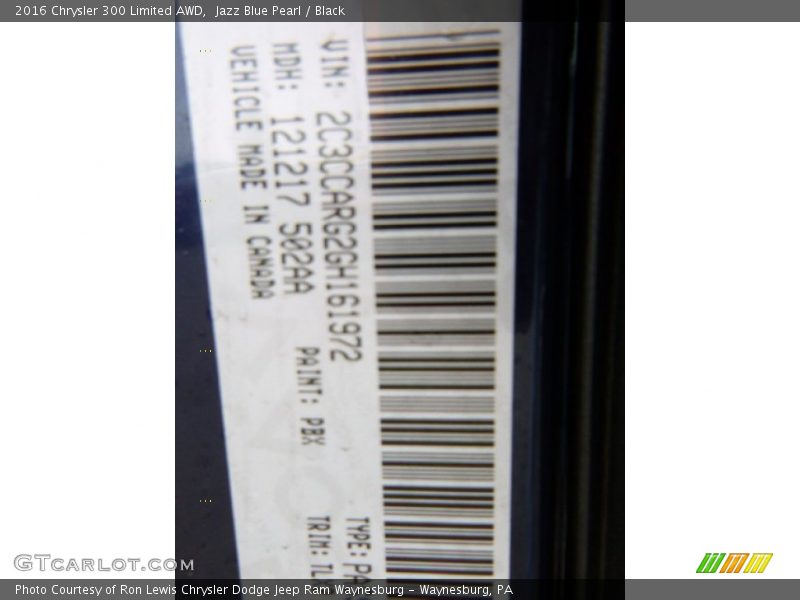 2016 Chrysler 300 Limited AWD,  Jazz Blue Pearl / Black
VIN: 2C3CCARG2GH161972
TYPE:
MDH: 121217 502AA
PAINT: PBX
TRIM:
VEHICLE MADE IN CANADA
GTCARLOT.COM
Photo Courtesy of Ron Lewis Chrysler Dodge Jeep Ram Waynesburg – Waynesburg, PA